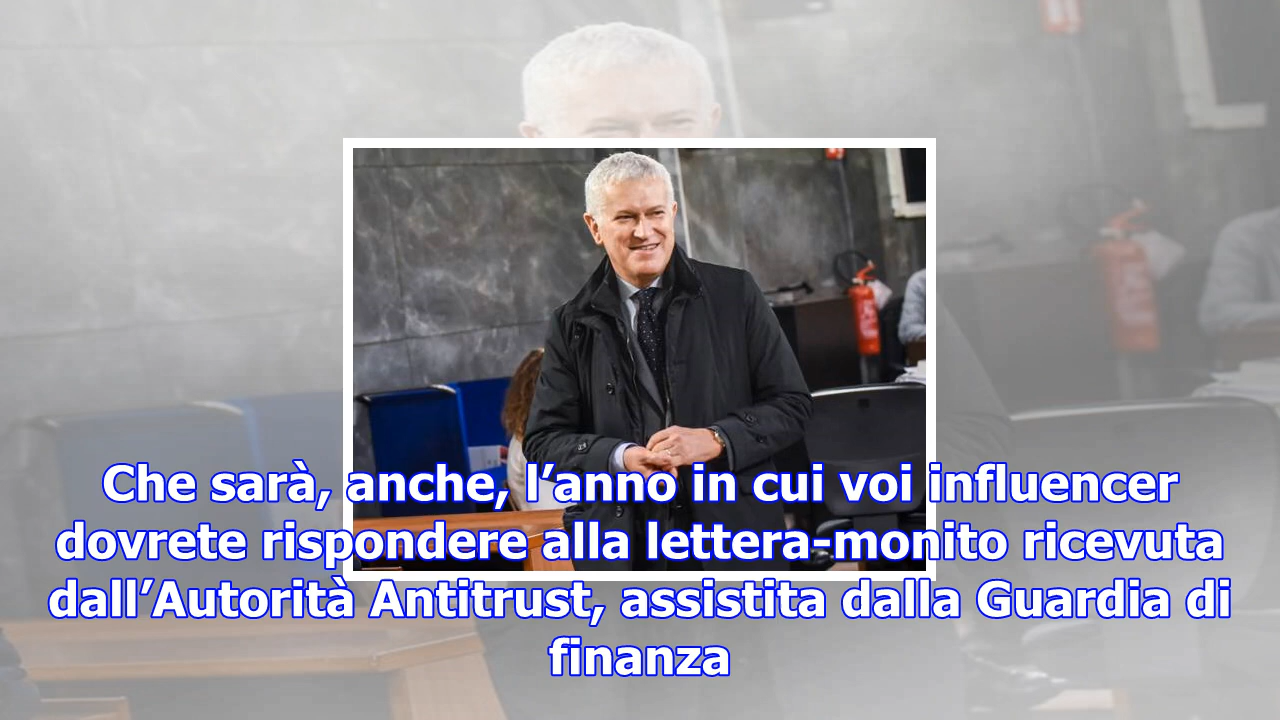 Che sarà, anche, l’anno in cui voi influencer
dovrete rispondere alla lettera-monito ricevuta
dall’Autorità Antitrust, assistita dalla Guardia di
finanza